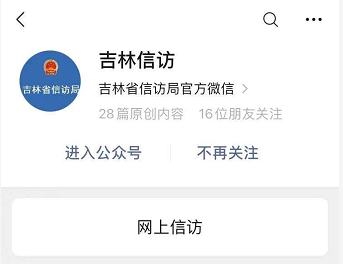 吉林信访
吉林省信访局
吉林省信访局官方微信
28篇原创内容 16位朋友关注
进入公众号 不再关注
网上信访